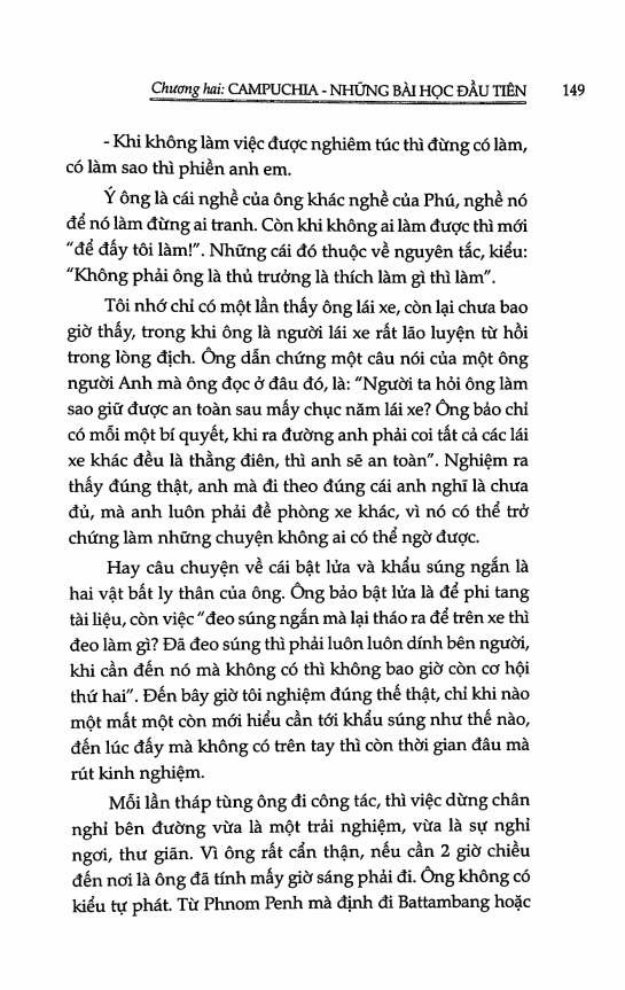 Chương hai: CAMPUCHIA - NHỮNG BÀI HỌC ĐẦU TIÊN 149
- Khi không làm việc được nghiêm túc thì đừng có làm,
có làm sao thì phiền anh em.
Ý ông là cái nghề của ông khác nghề của Phú, nghề nó
để nó làm đừng ai tranh. Còn khi không ai làm được thì mới
"để đấy tôi làm!". Những cái đó thuộc về nguyên tắc, kiểu:
"Không phải ông là thủ trưởng là thích làm gì thì làm".
Tôi nhớ chỉ có một lần thấy ông lái xe, còn lại chưa bao
giờ thấy, trong khi ông là người lái xe rất lão luyện từ hồi
trong lòng địch. Ông dẫn chứng một câu nói của một ông
người Anh mà ông đọc ở đâu đó, là: "Người ta hỏi ông làm
sao giữ được an toàn sau mấy chục năm lái xe? Ông bảo chỉ
có mỗi một bí quyết, khi ra đường anh phải coi tất cả các lái
xe khác đều là thằng điên, thì anh sẽ an toàn". Nghiệm ra
thấy đúng thật, anh mà đi theo đúng cái anh nghĩ là chưa
đủ, mà anh luôn phải đề phòng xe khác, vì nó có thể trở
chứng làm những chuyện không ai có thể ngờ được.
Hay câu chuyện về cái bật lửa và khẩu súng ngắn là
hai vật bất ly thân của ông. Ông bảo bật lửa là để phi tang
tài liệu, còn việc "đeo súng ngắn mà lại tháo ra để trên xe thì
đeo làm gì? Đã đeo súng thì phải luôn luôn dính bên người,
khi cần đến nó mà không có thì không bao giờ còn cơ hội
thứ hai". Đến bây giờ tôi nghiệm đúng thế thật, chỉ khi nào
một mất một còn mới hiểu cần tới khẩu súng như thế nào,
đến lúc đấy mà không có trên tay thì còn thời gian đâu mà
rút kinh nghiệm.
Mỗi lần tháp tùng ông đi công tác, thì việc dừng chân
nghỉ bên đường vừa là một trải nghiệm, vừa là sự nghỉ
ngơi, thư giãn. Vì ông rất cẩn thận, nếu cần 2 giờ chiều
đến nơi là ông đã tính mấy giờ sáng phải đi. Ông không có
kiểu tự phát. Từ Phnom Penh mà định đi Battambang hoặc